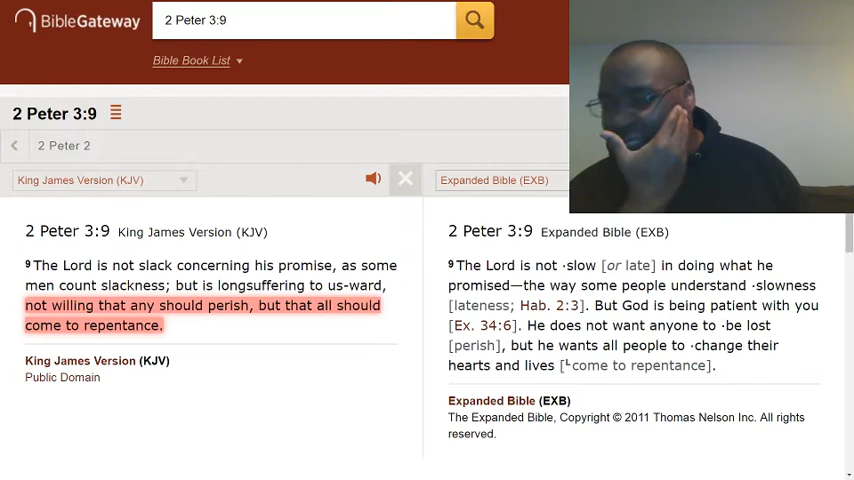 BibleGateway
2 Peter 3:9
Bible Book List
2 Peter 3:9
2 Peter 2
King James Version (KJV)
2 Peter 3:9 King James Version (KJV)
9 The Lord is not slack concerning his promise, as some
men count slackness; but is longsuffering to us-ward,
not willing that any should perish, but that all should
come to repentance.
King James Version (KJV)
Public Domain
Expanded Bible (EXB)
2 Peter 3:9 Expanded Bible (EXB)
9 The Lord is not ·slow [or late] in doing what he
promised—the way some people understand ·slowness
[lateness; Hab. 2:3]. But God is being patient with you
[Ex. 34:6]. He does not want anyone to ·be lost
[perish], but he wants all people to ·change their
hearts and lives [Lcome to repentance].
Expanded Bible (EXB)
The Expanded Bible, Copyright © 2011 Thomas Nelson Inc. All rights
reserved.